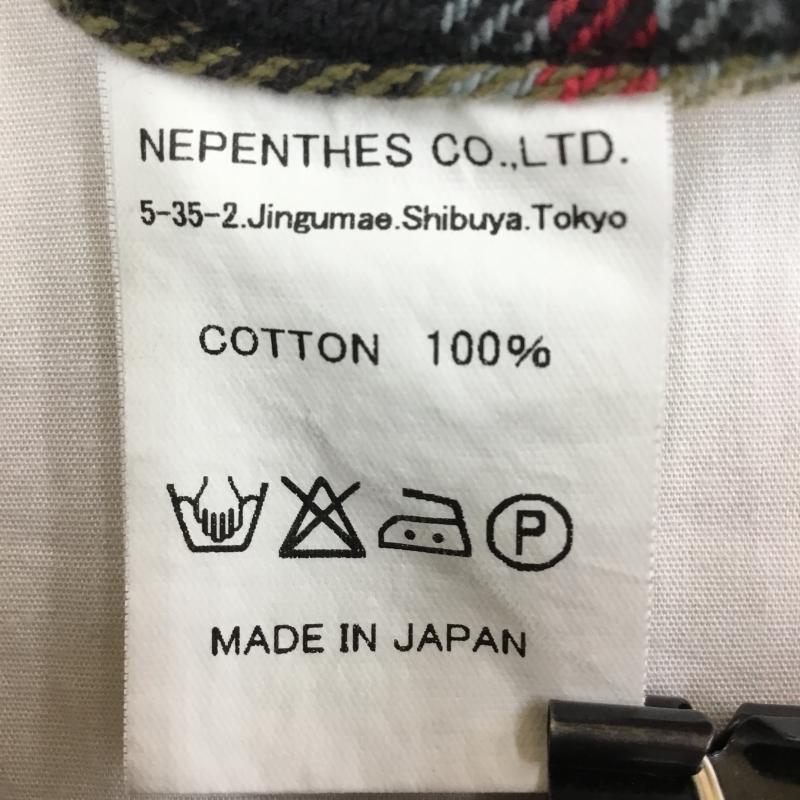 NEPENTHES CO.,LTD.
5-35-2.Jingumae.Shibuya.Tokyo
COTTON 100%
P
MADE IN JAPAN